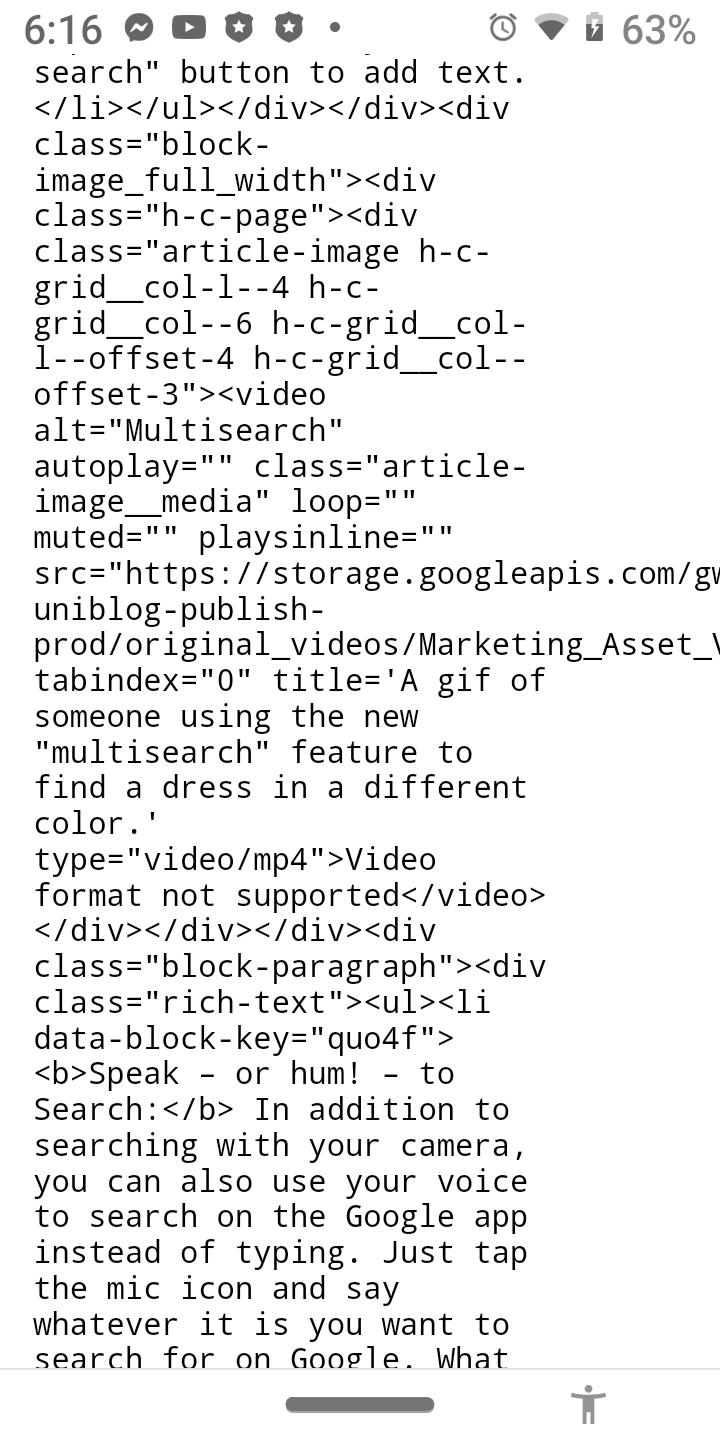 6:16 63%
search" button to add text.
</li></ul></div></div><div
class="block-
image_full_width"><div
class="h-c-page"><div
class="article-image h-c-
grid__col-l--4 h-c-
grid__col--6 h-c-grid__col-
l--offset-4 h-c-grid__col--
offset-3"><video
alt="Multisearch"
autoplay="" class="article-
image__media" loop=""
muted="" playsinline=""
src="https://storage.googleapis.com/gw
uniblog-publish-
prod/original_videos/Marketing_Asset_V
tabindex="0" title='A gif of
someone using the new
"multisearch" feature to
find a dress in a different
color.'
type="video/mp4">Video
format not supported</video>
</div></div></div><div
class="block-paragraph"><div
class="rich-text"><ul><li
data-block-key="quo4f">
<b>Speak – or hum! – to
Search:</b> In addition to
searching with your camera,
you can also use your voice
to search on the Google app
instead of typing. Just tap
the mic icon and say
whatever it is you want to
search for on Google. What